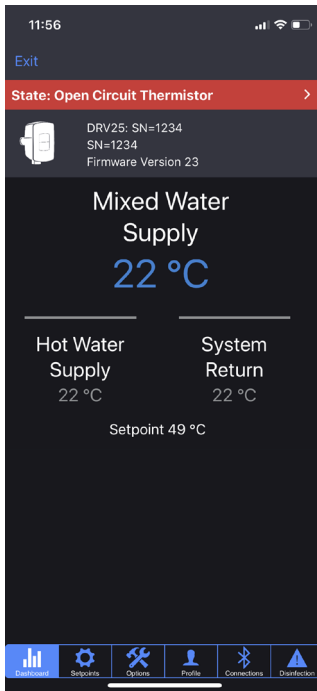 11:56
Exit
State: Open Circuit Thermistor
DRV25: SN=1234
SN=1234
Firmware Version 23
Mixed Water
Supply
22 °C
Hot Water
Supply
22 °C
System
Return
22 °C
Setpoint 49 °C
Dashboard Setpoints Options Profile Connections Disinfection